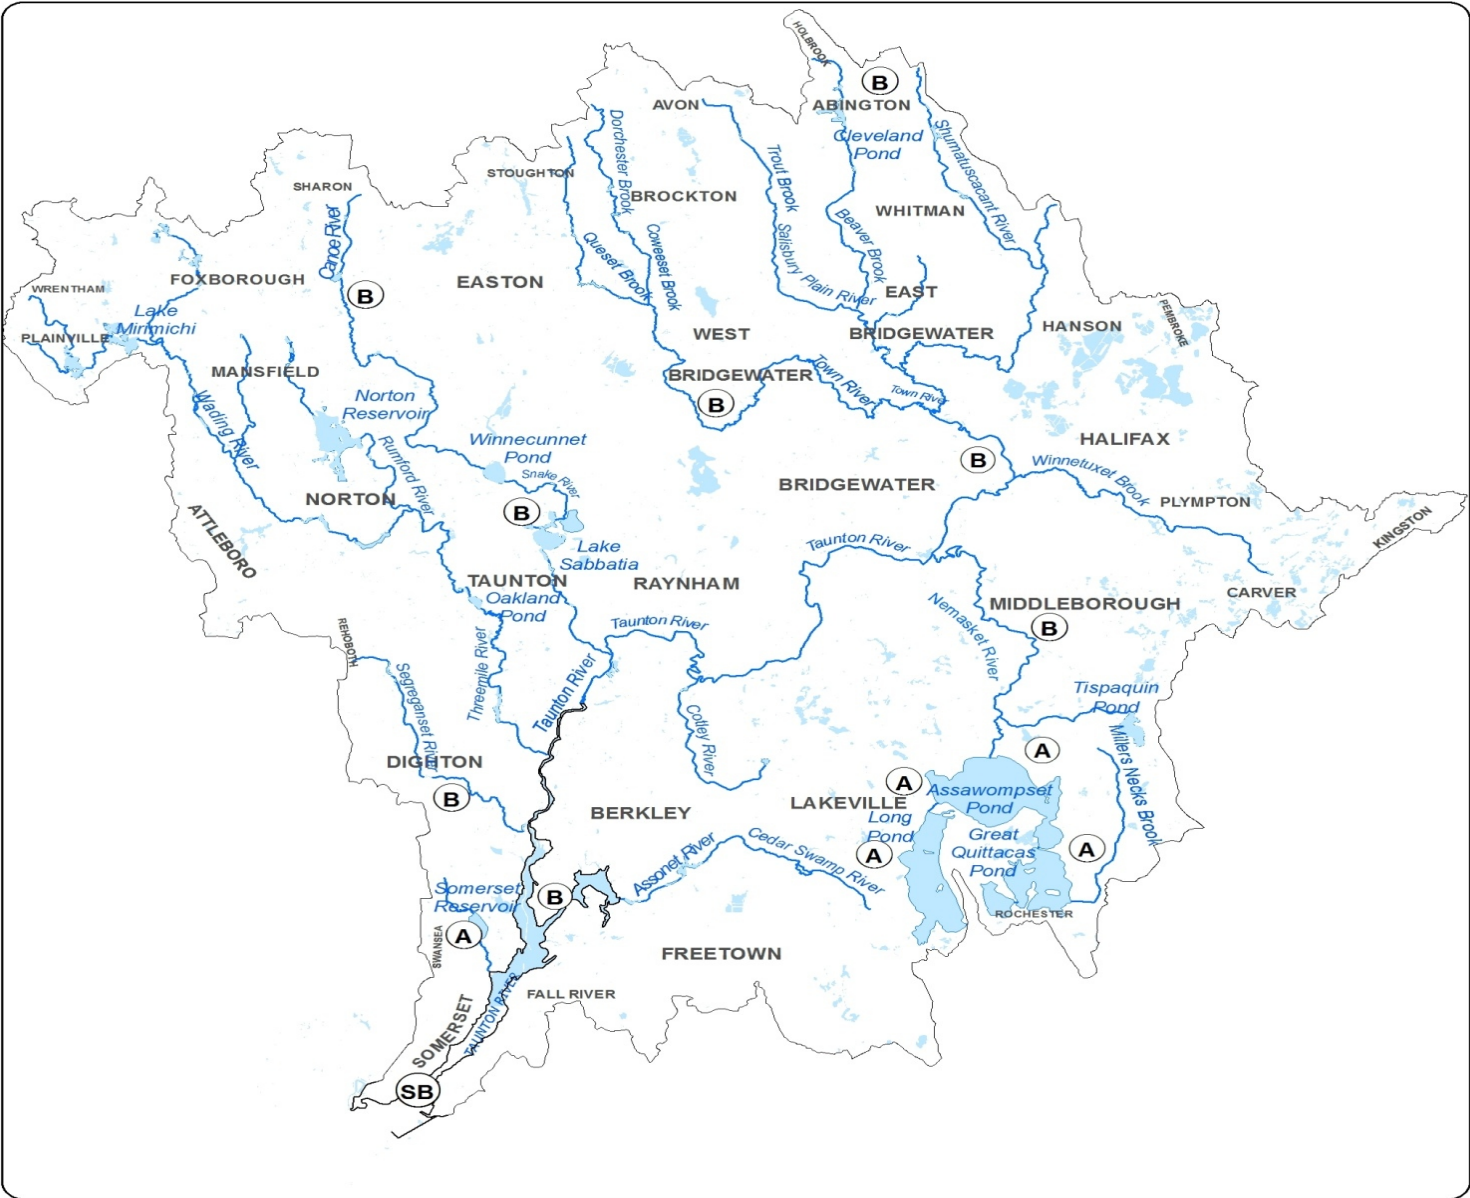 HOLBROOK
B
AVON
ABINGTON
Cleveland
Pond
Shumatuscacant River
Dorchester Brook
Trout Brook
STOUGHTON
SHARON
BROCKTON
WHITMAN
Canoe River
Queset Brook
Coweeset Brook
Salisbury Plain River
Beaver Brook
FOXBOROUGH
WRENTHAM
B
EASTON
EAST
BRIDGEWATER
Lake
Mirimichi
PLAINVILLE
WEST
BRIDGEWATER
HANSON
PEMBROKE
MANSFIELD
B
Town River
Town River
Norton
Reservoir
Wading River
Rumford River
Winnecunnet
Pond
Snake River
HALIFAX
B
Winnetuxet Brook
BRIDGEWATER
NORTON
B
PLYMPTON
KINGSTON
ATTLEBORO
Lake
Sabbatia
Taunton River
TAUNTON
RAYNHAM
Oakland
Pond
CARVER
MIDDLEBOROUGH
B
Nemasket River
REHOBOTH
Taunton River
Segreganset River
Threemile River
Taunton River
Cotley River
Tispaquin
Pond
Millers Necks Brook
A
DIGHTON
B
A
Assawompset
Pond
BERKLEY
LAKEVILLE
Long
Pond
A
Great
Quittacas
Pond
A
Assonet River
Cedar Swamp River
Somerset
Reservoir
B
A
SWANSEA
ROCHESTER
FREETOWN
FALL RIVER
TAUNTON RIVER
SOMERSET
SB